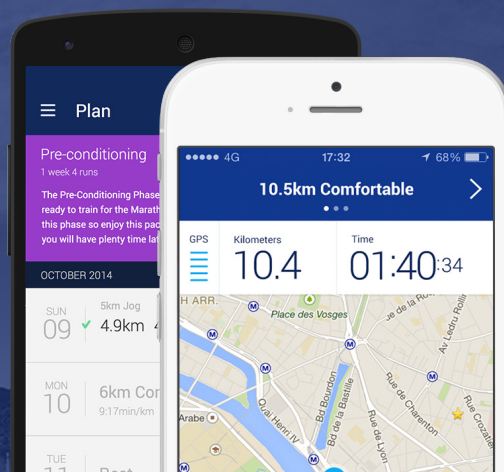 Plan
Pre-conditioning
1 week 4 runs
The Pre-Conditioning Phase
ready to train for the Marath
this phase so enjoy this pac
you will have plenty time la
OCTOBER 2014
SUN
09
5km Jog
4.9km
MON
10
6km Co
9:17min/km
TUE
4G
17:32
68%
10.5km Comfortable
GPS
Kilometers
10.4
Time
01:40:34
H ARR.
M
Place des Vosges
M
M
M
M
M
M
Rue de Charenton
Av Ledru Rollin
Bd Bourdon
Bd de la Bastille
Quai Henri IV
Rue de Lyon
Rue Crozatier
Arabe